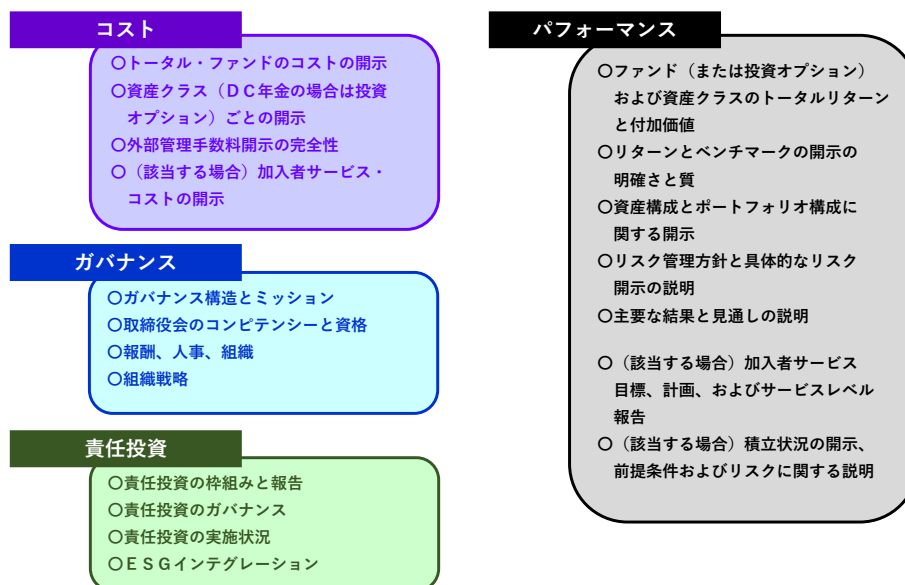 コスト
○トータル・ファンドのコストの開示
○資産クラス（ＤＣ年金の場合は投資
オプション）ごとの開示
○外部管理手数料開示の完全性
○（該当する場合）加入者サービス・
コストの開示
ガバナンス
○ガバナンス構造とミッション
○取締役会のコンピテンシーと資格
○報酬、人事、組織
○組織戦略
責任投資
○責任投資の枠組みと報告
○責任投資のガバナンス
○責任投資の実施状況
○ＥＳＧインテグレーション
パフォーマンス
○ファンド（または投資オプション）
および資産クラスのトータルリターン
と付加価値
○リターンとベンチマークの開示の
明確さと質
○資産構成とポートフォリオ構成に
関する開示
○リスク管理方針と具体的なリスク
開示の説明
○主要な結果と見通しの説明
○（該当する場合）加入者サービス
目標、計画、およびサービスレベル
報告
○（該当する場合）積立状況の開示、
前提条件およびリスクに関する説明